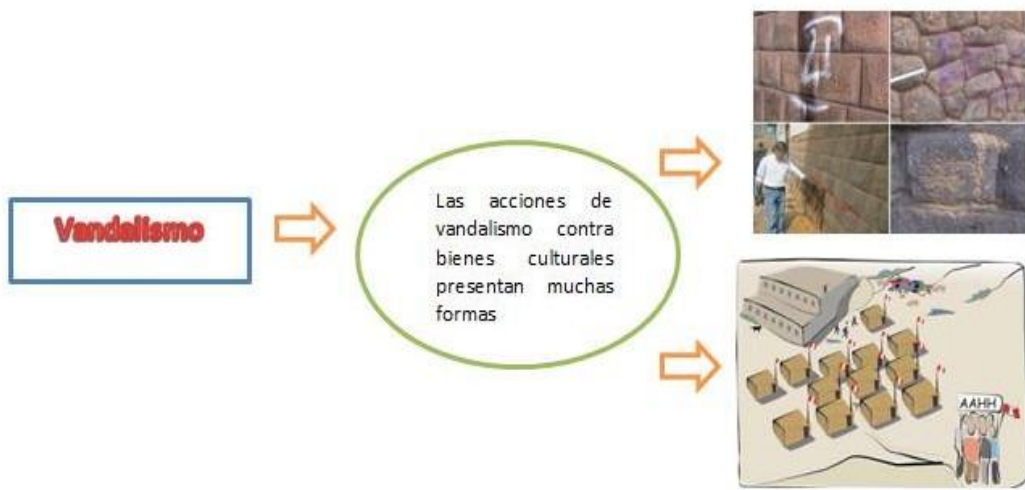 Vandalismo
Las acciones de
vandalismo contra
bienes culturales
presentan muchas
formas
AAHH